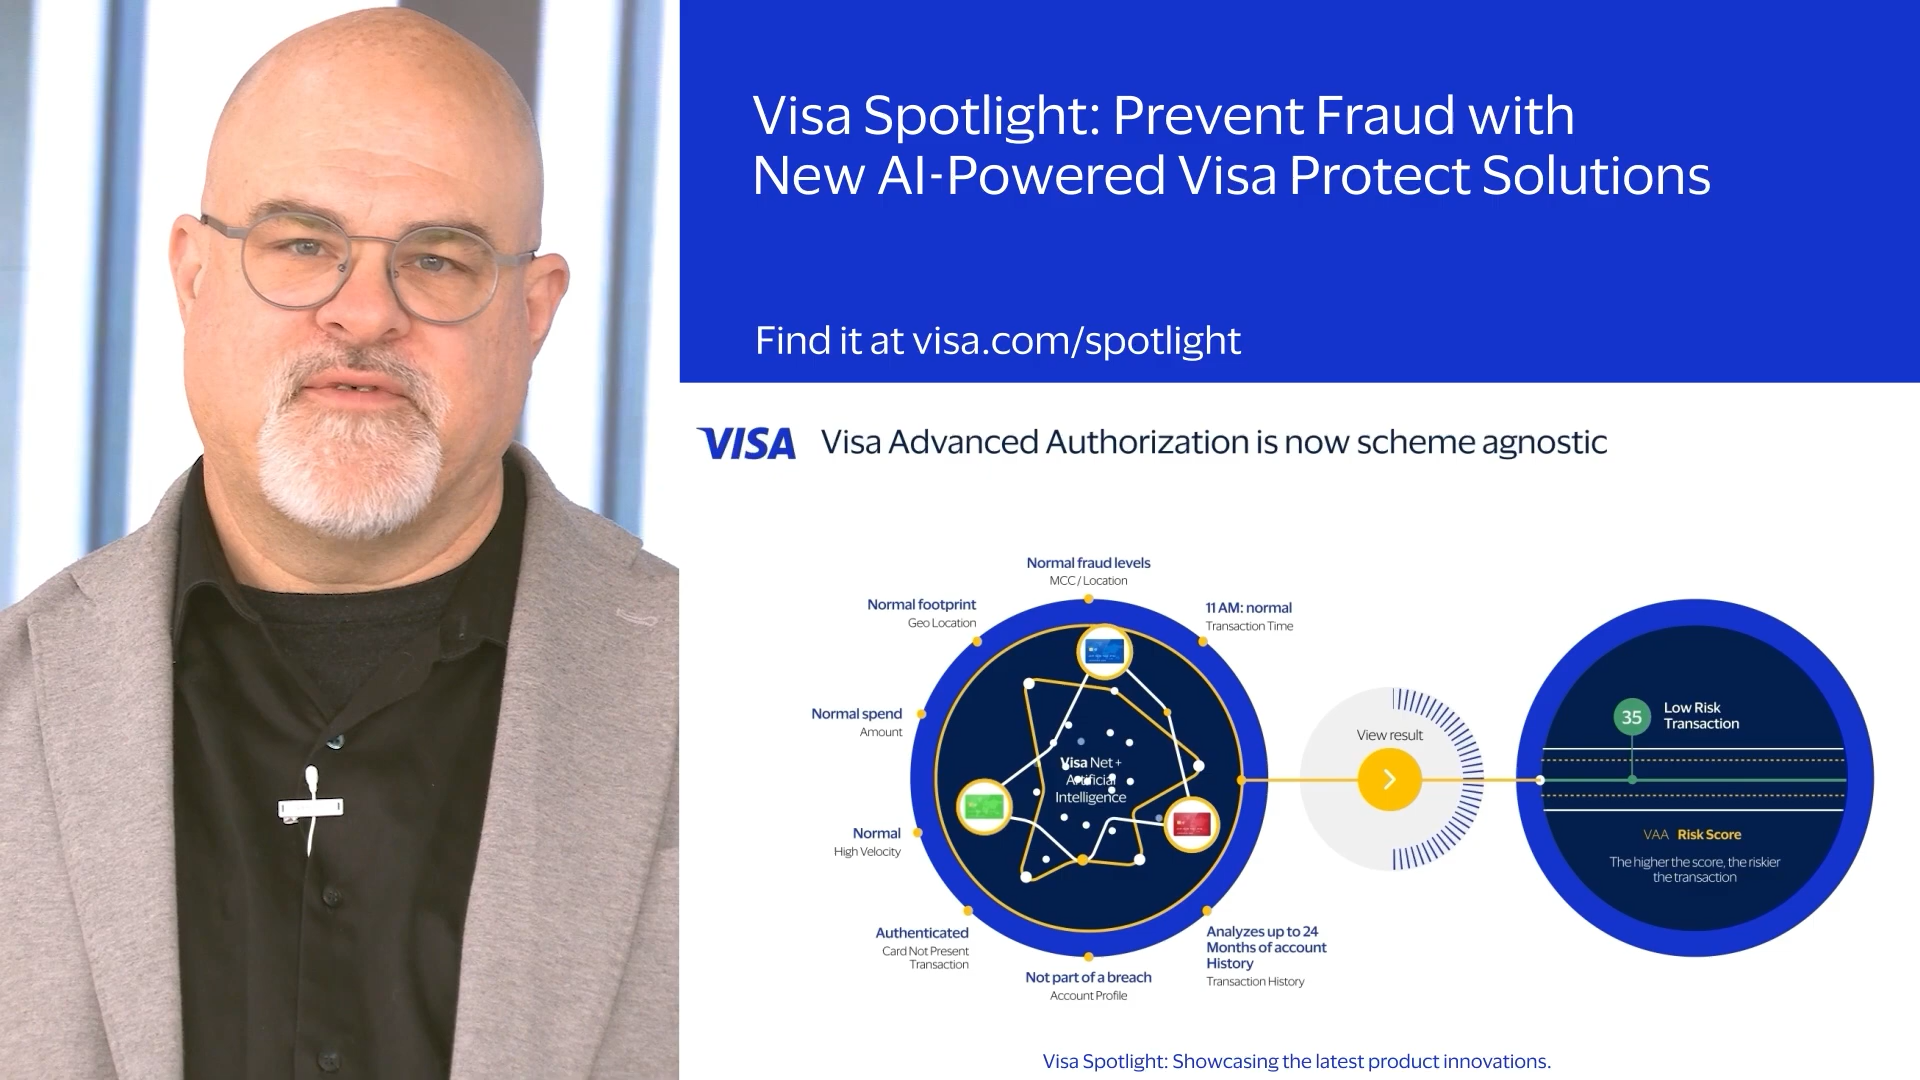 Visa Spotlight: Prevent Fraud with
New AI-Powered Visa Protect Solutions
Find it at visa.com/spotlight
VISA Visa Advanced Authorization is now scheme agnostic
Normal fraud levels
MCC / Location
Normal footprint
Geo Location
11 AM: normal
Transaction Time
Normal spend
Amount
Visa Net +
Artificial
Intelligence
Normal
High Velocity
Authenticated
Card Not Present
Transaction
Not part of a breach
Account Profile
Analyzes up to 24
Months of account
History
Transaction History
View result
35
Low Risk
Transaction
VAA Risk Score
The higher the score, the riskier
the transaction
Visa Spotlight: Showcasing the latest product innovations.